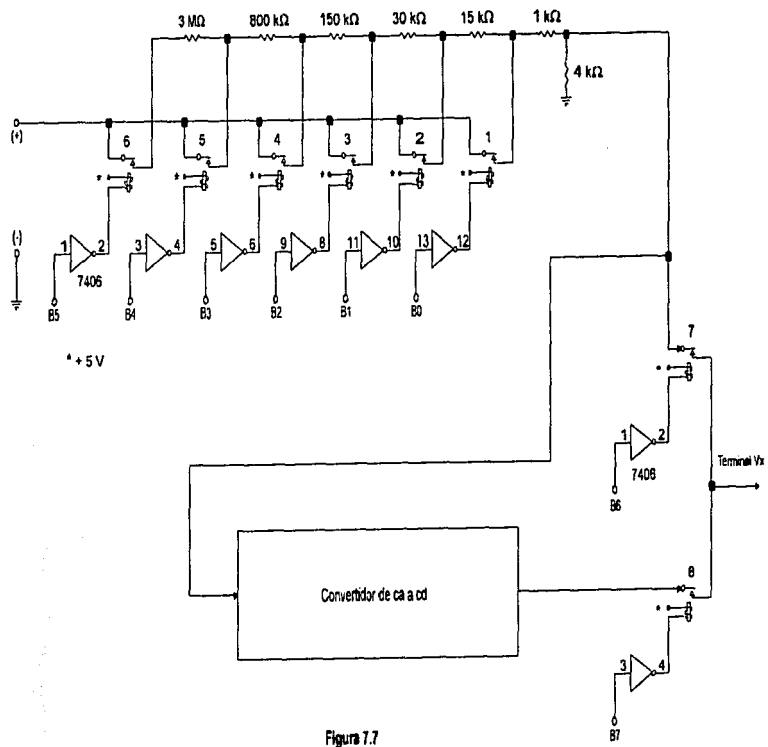 3 MΩ 800 kΩ 150 kΩ 30 kΩ 15 kΩ 1 kΩ
4 kΩ
(+)
6 5 4 3 2 1
* * * * * *
(-)
1 2 3 4 5 6 9 8 11 10 13 12
7406
B5 B4 B3 B2 B1 B0
* + 5 V
7
*
1 2
7406
B6
Terminal Vx
Convertidor de ca a cd
8
*
3 4
B7
Figura 7.7